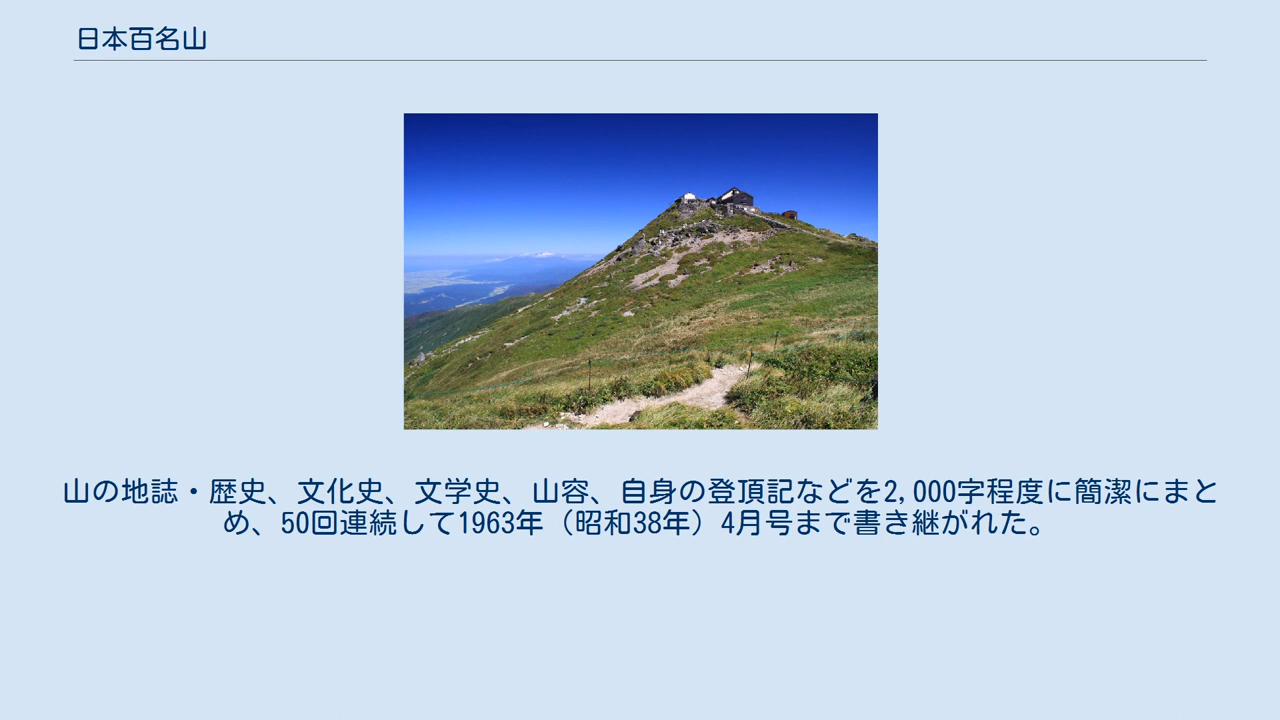 日本百名山
山の地誌・歴史、文化史、文学史、山容、自身の登頂記などを2,000字程度に簡潔にまと
め、50回連続して1963年（昭和38年）4月号まで書き継がれた。